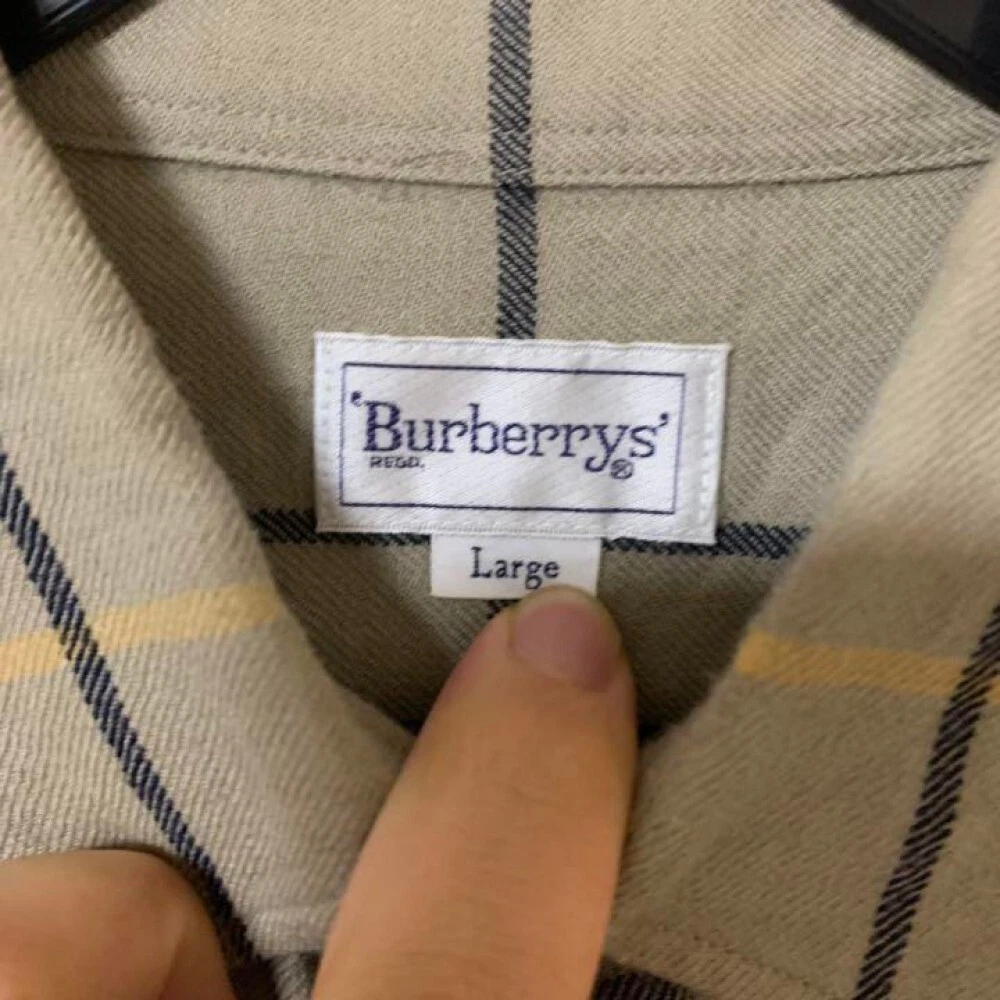 'Burberrys'
REGD. ®
Large